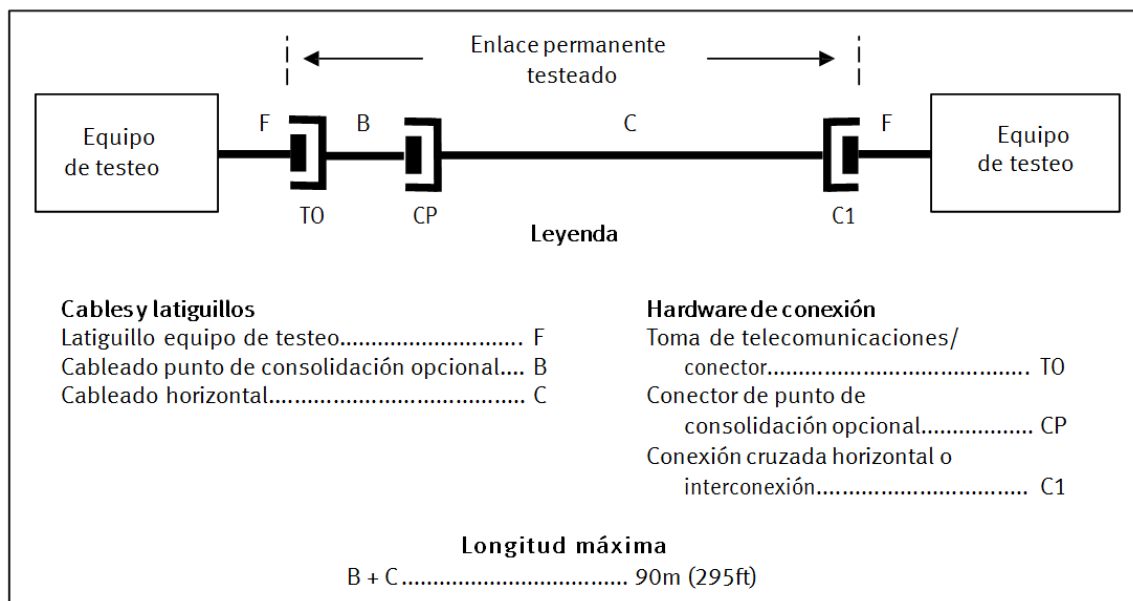 Enlace permanente
testeado
Equipo
de testeo
F
B
C
F
Equipo
de testeo
TO
CP
C1
Leyenda
Cables y latiguillos
Latiguillo equipo de testeo............................... F
Cableado punto de consolidación opcional.... B
Cableado horizontal.......................................... C
Hardware de conexión
Toma de telecomunicaciones/
conector........................................... TO
Conector de punto de
consolidación opcional................... CP
Conexión cruzada horizontal o
interconexión................................... C1
Longitud máxima
B + C ..................................... 90m (295ft)